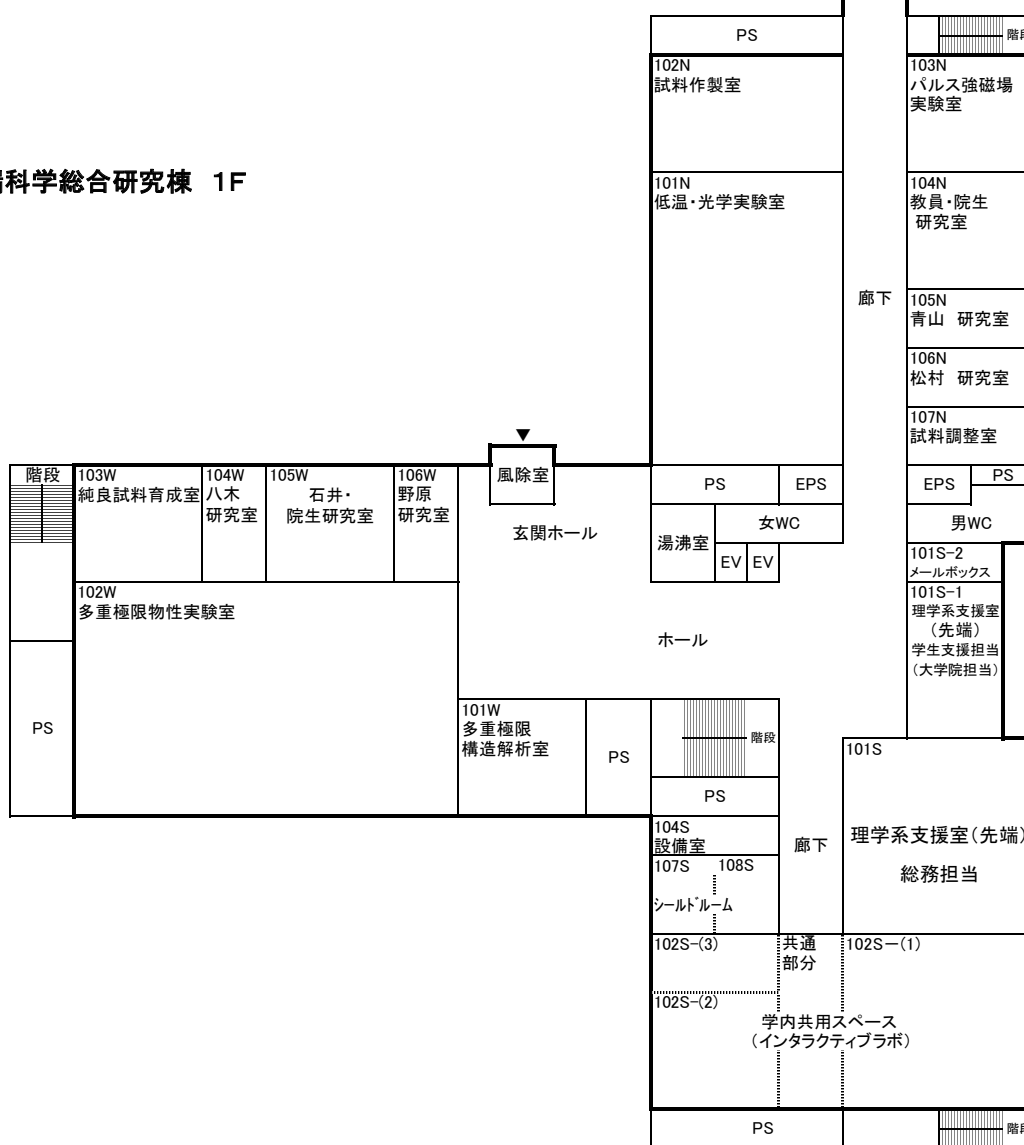 PS
階段
102N
試料作製室
103N
パルス強磁場
実験室
科学総合研究棟 1F
101N
低温・光学実験室
104N
教員・院生
研究室
廊下
105N
青山 研究室
106N
松村 研究室
107N
試料調整室
▼
階段
103W
純良試料育成室
104W
八木
研究室
105W
石井・
院生研究室
106W
野原
研究室
風除室
玄関ホール
PS
EPS
EPS
PS
湯沸室
女WC
EV
EV
男WC
101S-2
メールボックス
101S-1
理学系支援室
(先端)
学生支援担当
(大学院担当)
102W
多重極限物性実験室
ホール
PS
101W
多重極限
構造解析室
PS
階段
PS
101S
理学系支援室(先端)
総務担当
104S
設備室
廊下
107S
108S
シールドルーム
102S-(3)
共通
部分
102S-(1)
102S-(2)
学内共用スペース
(インタラクティブラボ)
PS
階段